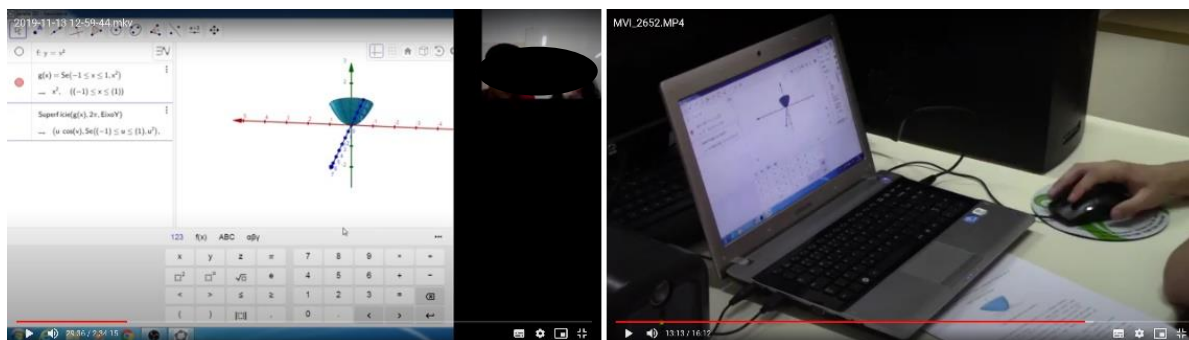 2019-11-13 12-59-44.mkv
f: y = x²
g(x) = Se(−1 ≤ x ≤ 1, x²)
→ x², ((−1) ≤ x ≤ (1))
Superfície(g(x), 2π, EixoY)
→ (u cos(v), Se((−1) ≤ u ≤ (1), u²),
123 f(x) ABC αβγ
x y z π 7 8 9 × ÷
e 4 5 6 + −
< > ≤ ≥ 1 2 3 =
( ) , 0 . < >
29:36 / 2:34:15
MVI_2652.MP4
13:13 / 16:12